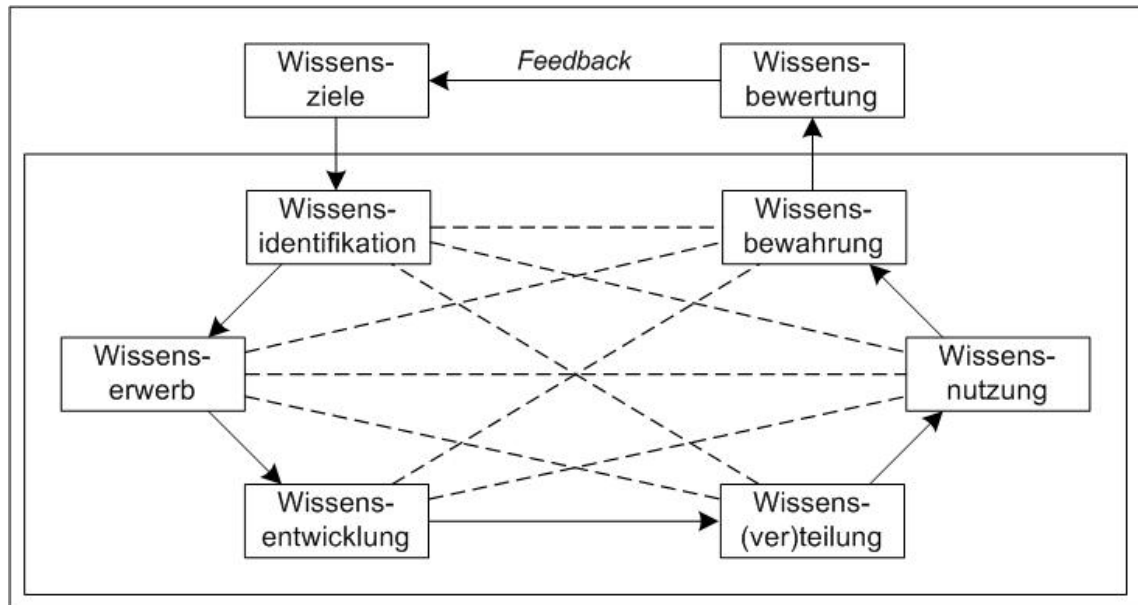 Wissens-
ziele
Feedback
Wissens-
bewertung
Wissens-
identifikation
Wissens-
bewahrung
Wissens-
erwerb
Wissens-
nutzung
Wissens-
entwicklung
Wissens-
(ver)teilung